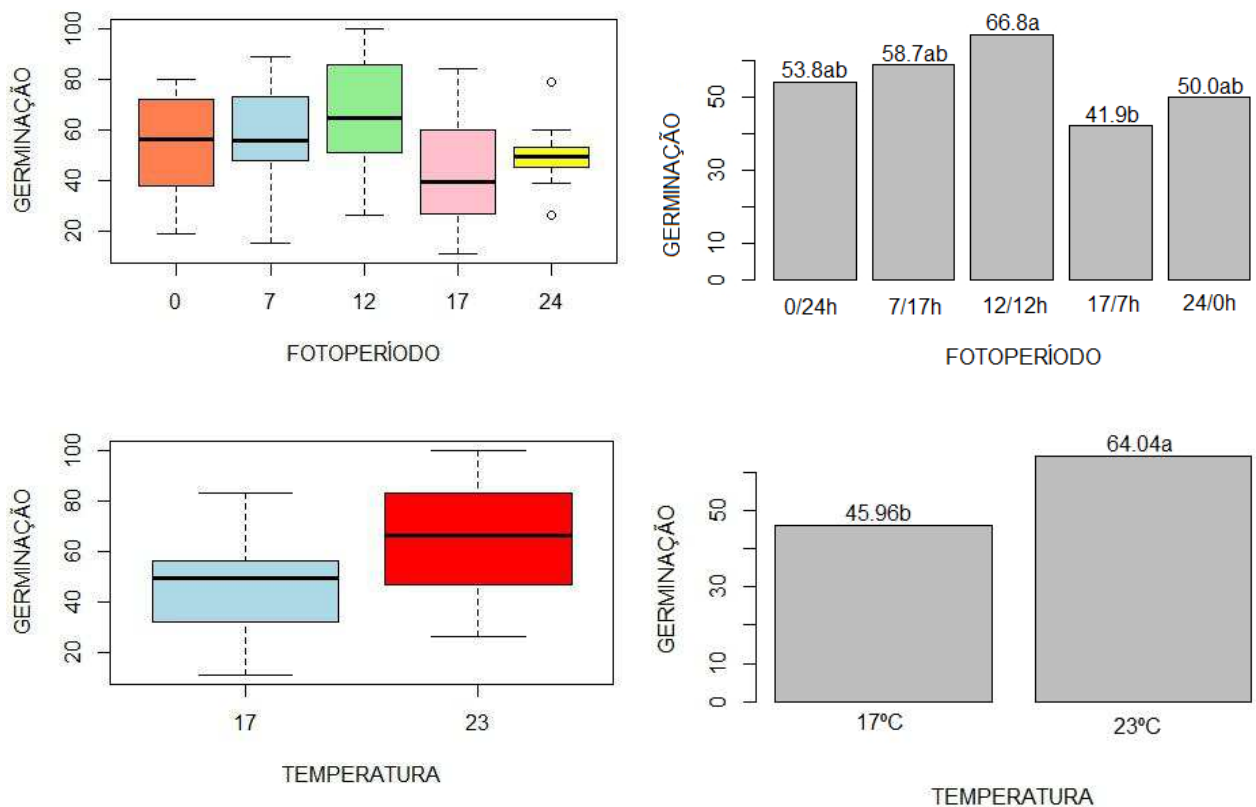 GERMINAÇÃO
100
80
60
40
20
0 7 12 17 24
FOTOPERÍODO
GERMINAÇÃO
50
30
10
0
53.8ab 58.7ab 66.8a 41.9b 50.0ab
0/24h 7/17h 12/12h 17/7h 24/0h
FOTOPERÍODO
GERMINAÇÃO
100
80
60
40
20
17 23
TEMPERATURA
GERMINAÇÃO
50
30
10
0
45.96b 64.04a
17ºC 23ºC
TEMPERATURA